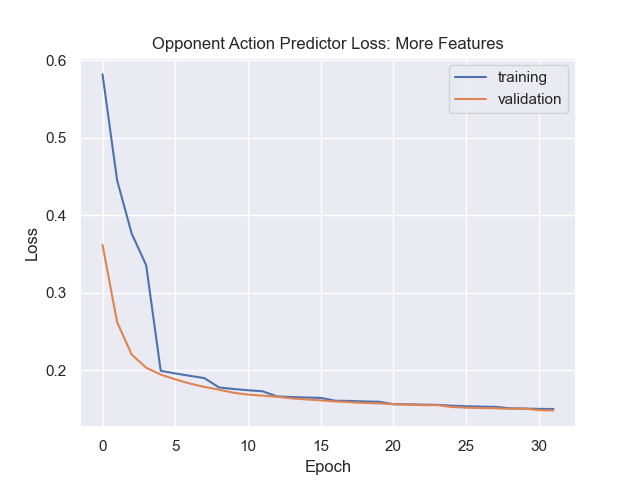 Opponent Action Predictor Loss: More Features
0.6
0.5
0.4
0.3
0.2
Loss
training
validation
0 5 10 15 20 25 30
Epoch